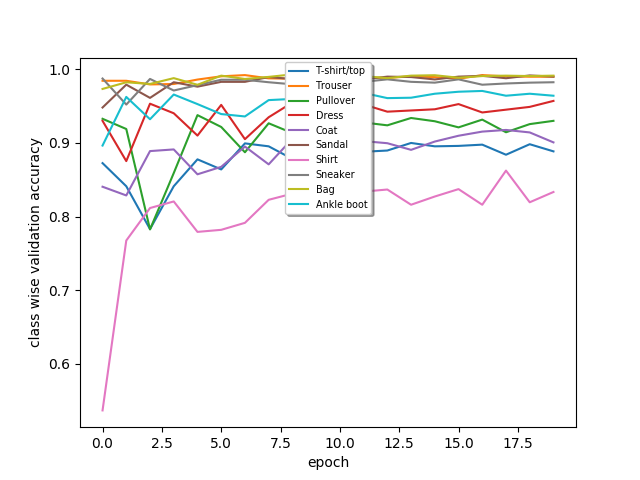 1.0
0.9
0.8
0.7
0.6
class wise validation accuracy
T-shirt/top
Trouser
Pullover
Dress
Coat
Sandal
Shirt
Sneaker
Bag
Ankle boot
0.0 2.5 5.0 7.5 10.0 12.5 15.0 17.5
epoch